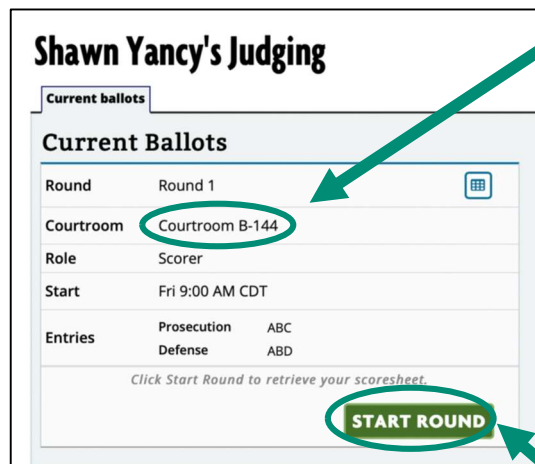 Shawn Yancy's Judging
Current ballots
Current Ballots
Round Round 1
Courtroom Courtroom B-144
Role Scorer
Start Fri 9:00 AM CDT
Entries Prosecution ABC
Defense ABD
Click Start Round to retrieve your scoresheet.
START ROUND